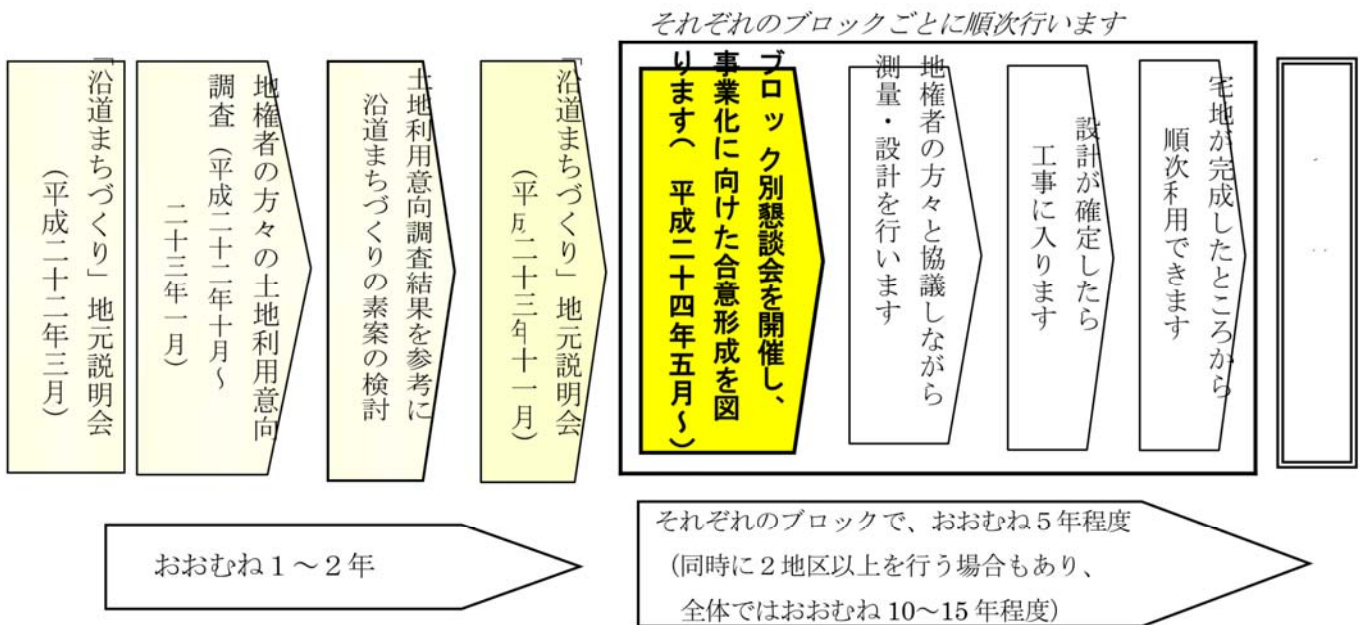 それぞれのブロックごとに順次行います
「沿道まちづくり」地元説明会
（平成二十二年三月）
地権者の方々の土地利用意向
調査（平成二十二年十月～
二十三年一月）
土地利用意向調査結果を参考に
沿道まちづくりの素案の検討
「沿道まちづくり」地元説明会
（平成二十三年十一月）
ブロック別懇談会を開催し、
事業化に向けた合意形成を図
ります（平成二十四年五月～）
地権者の方々と協議しながら
測量・設計を行います
設計が確定したら
工事に入ります
宅地が完成したところから
順次利用できます
おおむね１～２年
それぞれのブロックで、おおむね５年程度
（同時に２地区以上を行う場合もあり、
全体ではおおむね 10～15 年程度）